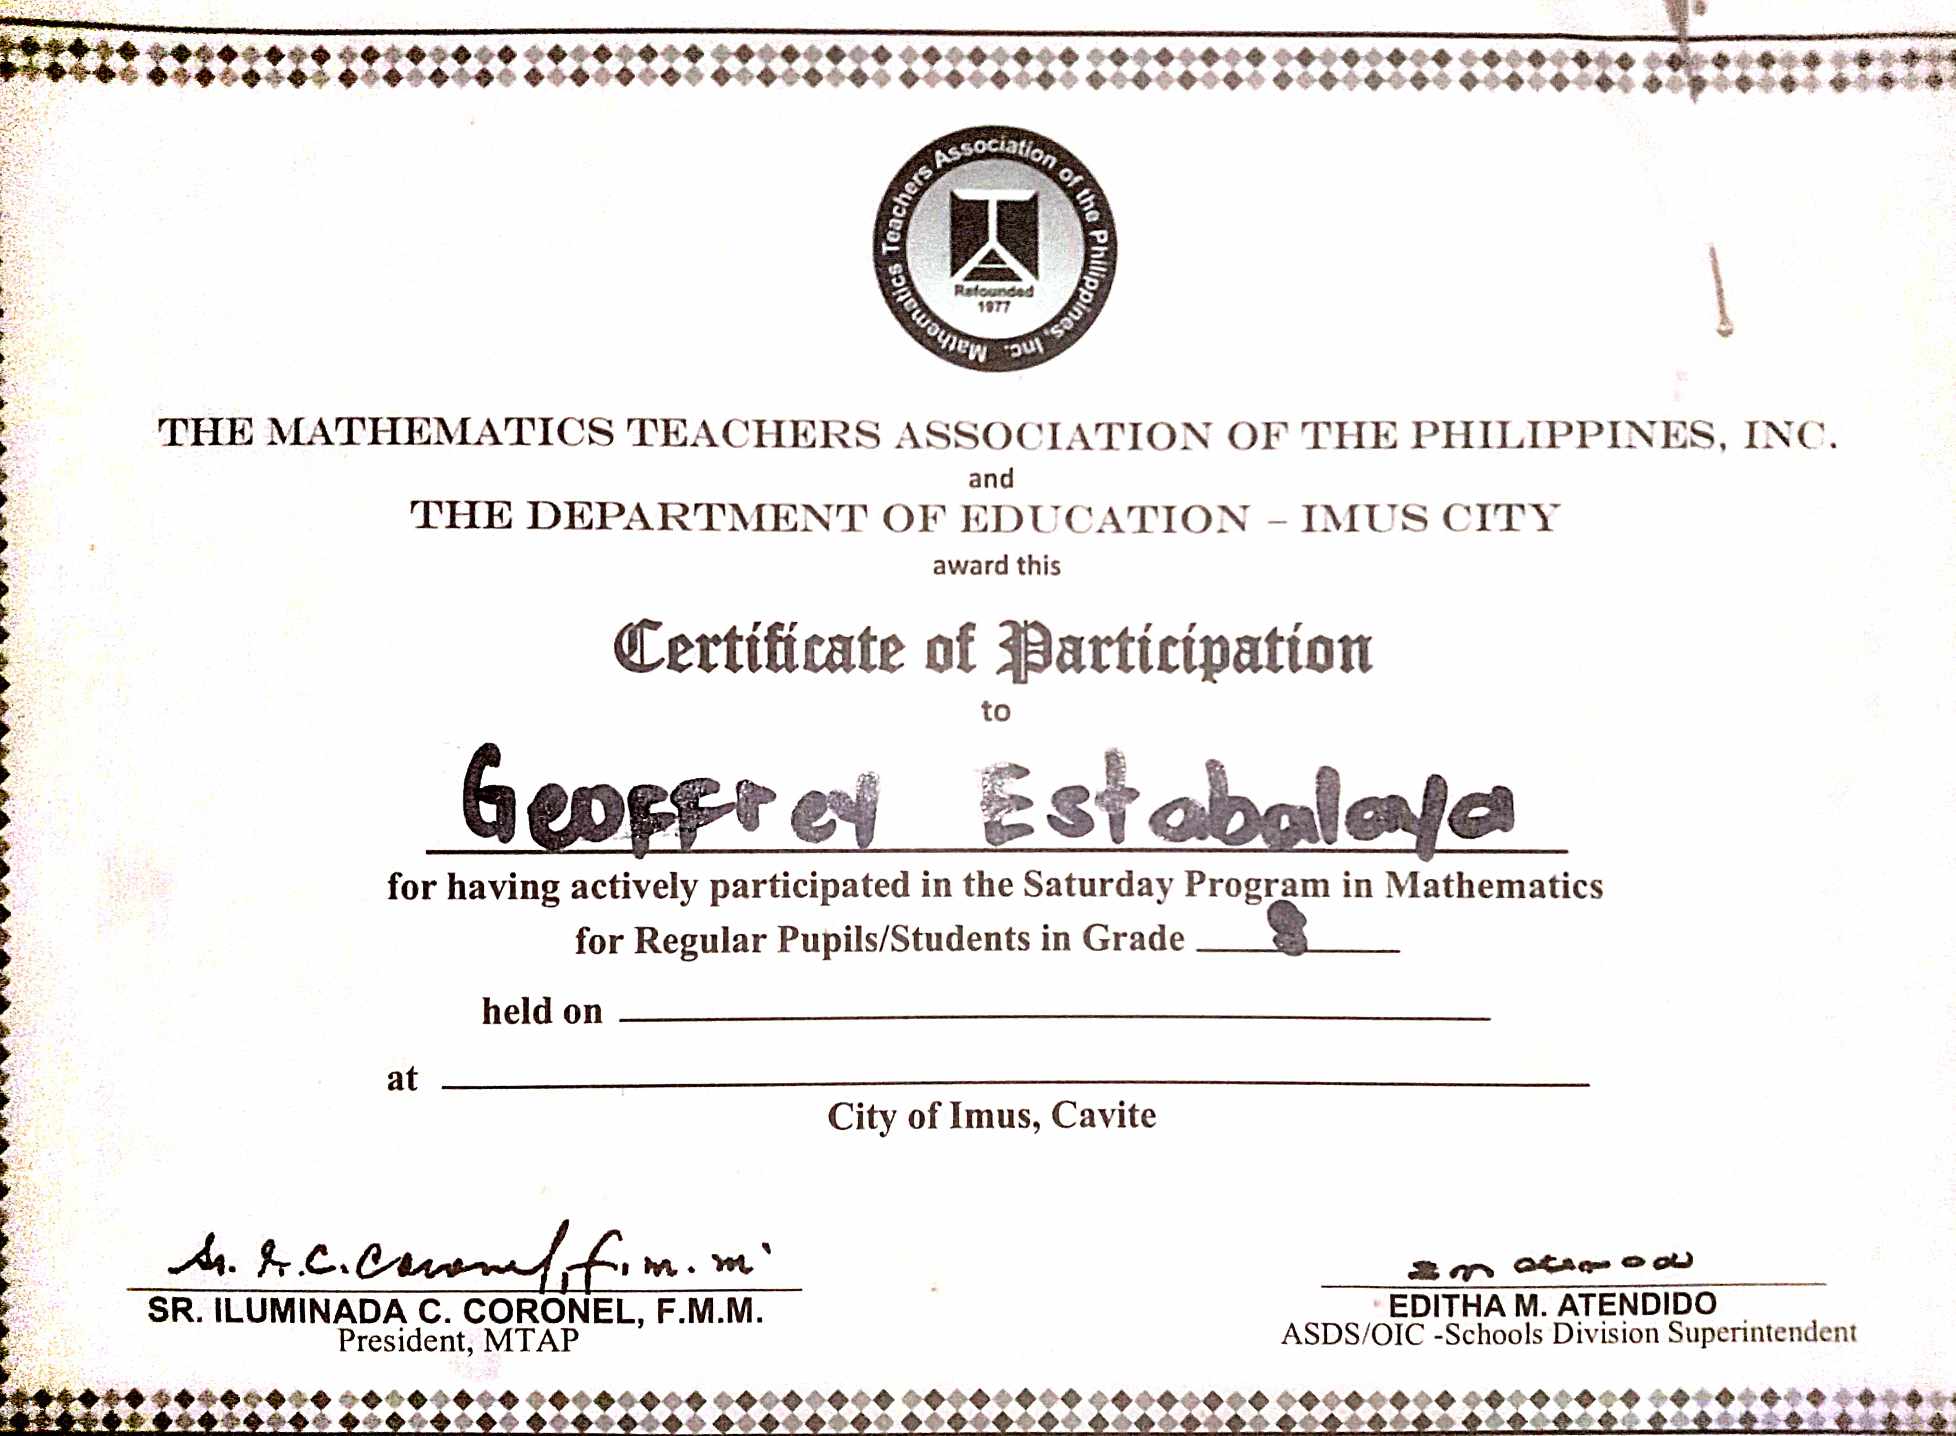 Mathematics Teachers Association of the Philippines, Inc.
Refounded
1977
THE MATHEMATICS TEACHERS ASSOCIATION OF THE PHILIPPINES, INC.
and
THE DEPARTMENT OF EDUCATION – IMUS CITY
award this
Certificate of Participation
to
Geoffrey Estabalaya
for having actively participated in the Saturday Program in Mathematics
for Regular Pupils/Students in Grade 8
held on
at
City of Imus, Cavite
Sr. I. C. Coronel, f.m.m.
SR. ILUMINADA C. CORONEL, F.M.M.
President, MTAP
EDITHA M. ATENDIDO
ASDS/OIC -Schools Division Superintendent